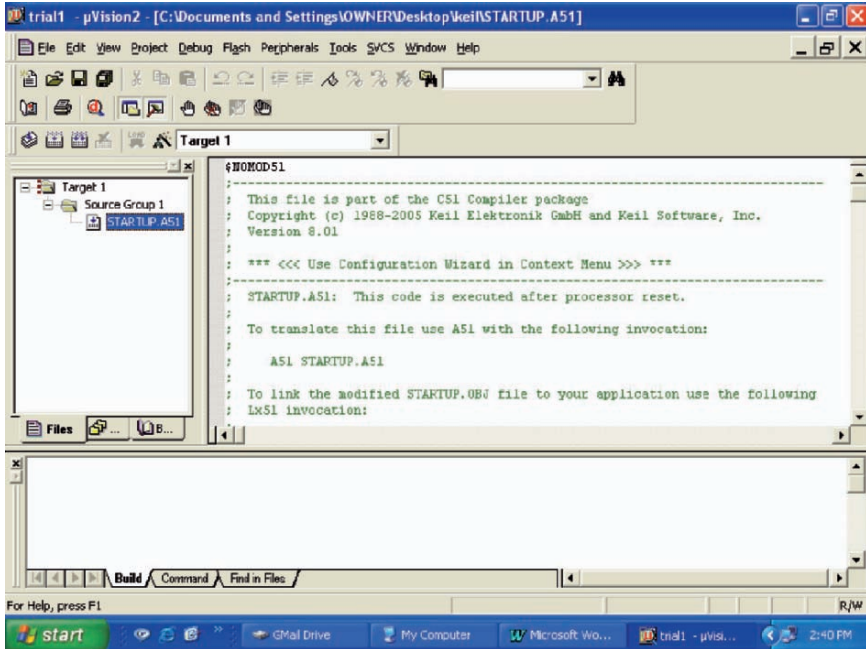 trial1 - µVision2 - [C:\Documents and Settings\OWNER\Desktop\keil\STARTUP.A51]
File Edit View Project Debug Flash Peripherals Tools SVCS Window Help
Target 1
Target 1
Source Group 1
STARTUP.A51
$NOMOD51
;------------------------------------------------------------------------------
; This file is part of the C51 Compiler package
; Copyright (c) 1988-2005 Keil Elektronik GmbH and Keil Software, Inc.
; Version 8.01
;
; *** <<< Use Configuration Wizard in Context Menu >>> ***
;------------------------------------------------------------------------------
; STARTUP.A51: This code is executed after processor reset.
;
; To translate this file use A51 with the following invocation:
;
; A51 STARTUP.A51
;
; To link the modified STARTUP.OBJ file to your application use the following
; Lx51 invocation:
Files ... B...
Build Command Find in Files
For Help, press F1
R/W
start GMail Drive My Computer Microsoft Wo... trial1 - µVisi... 2:40 PM